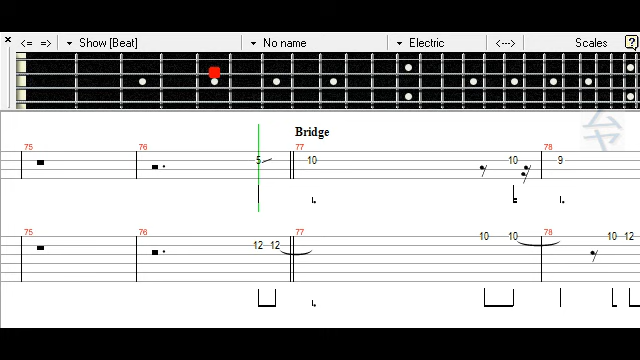 × <= => ▾ Show [Beat] ▾ No name ▾ Electric <---> Scales ?
Bridge
75 76 77 78
5 10 10 9
75 76 77 78
12 12 10 10 10 12